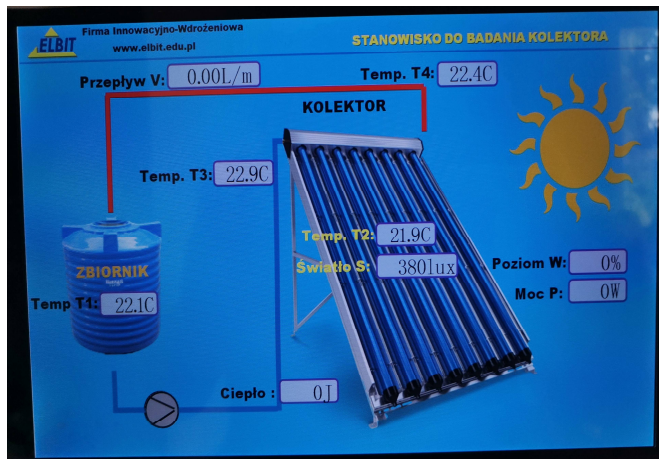 ELBIT
Firma Innowacyjno-Wdrożeniowa
www.elbit.edu.pl
STANOWISKO DO BADANIA KOLEKTORA
Przepływ V: 0.00L/m
Temp. T4: 22.4C
KOLEKTOR
Temp. T3: 22.9C
Temp. T2: 21.9C
Światło S: 380lux
Poziom W: 0%
Moc P: 0W
ZBIORNIK
Temp T1: 22.1C
Ciepło : 0J